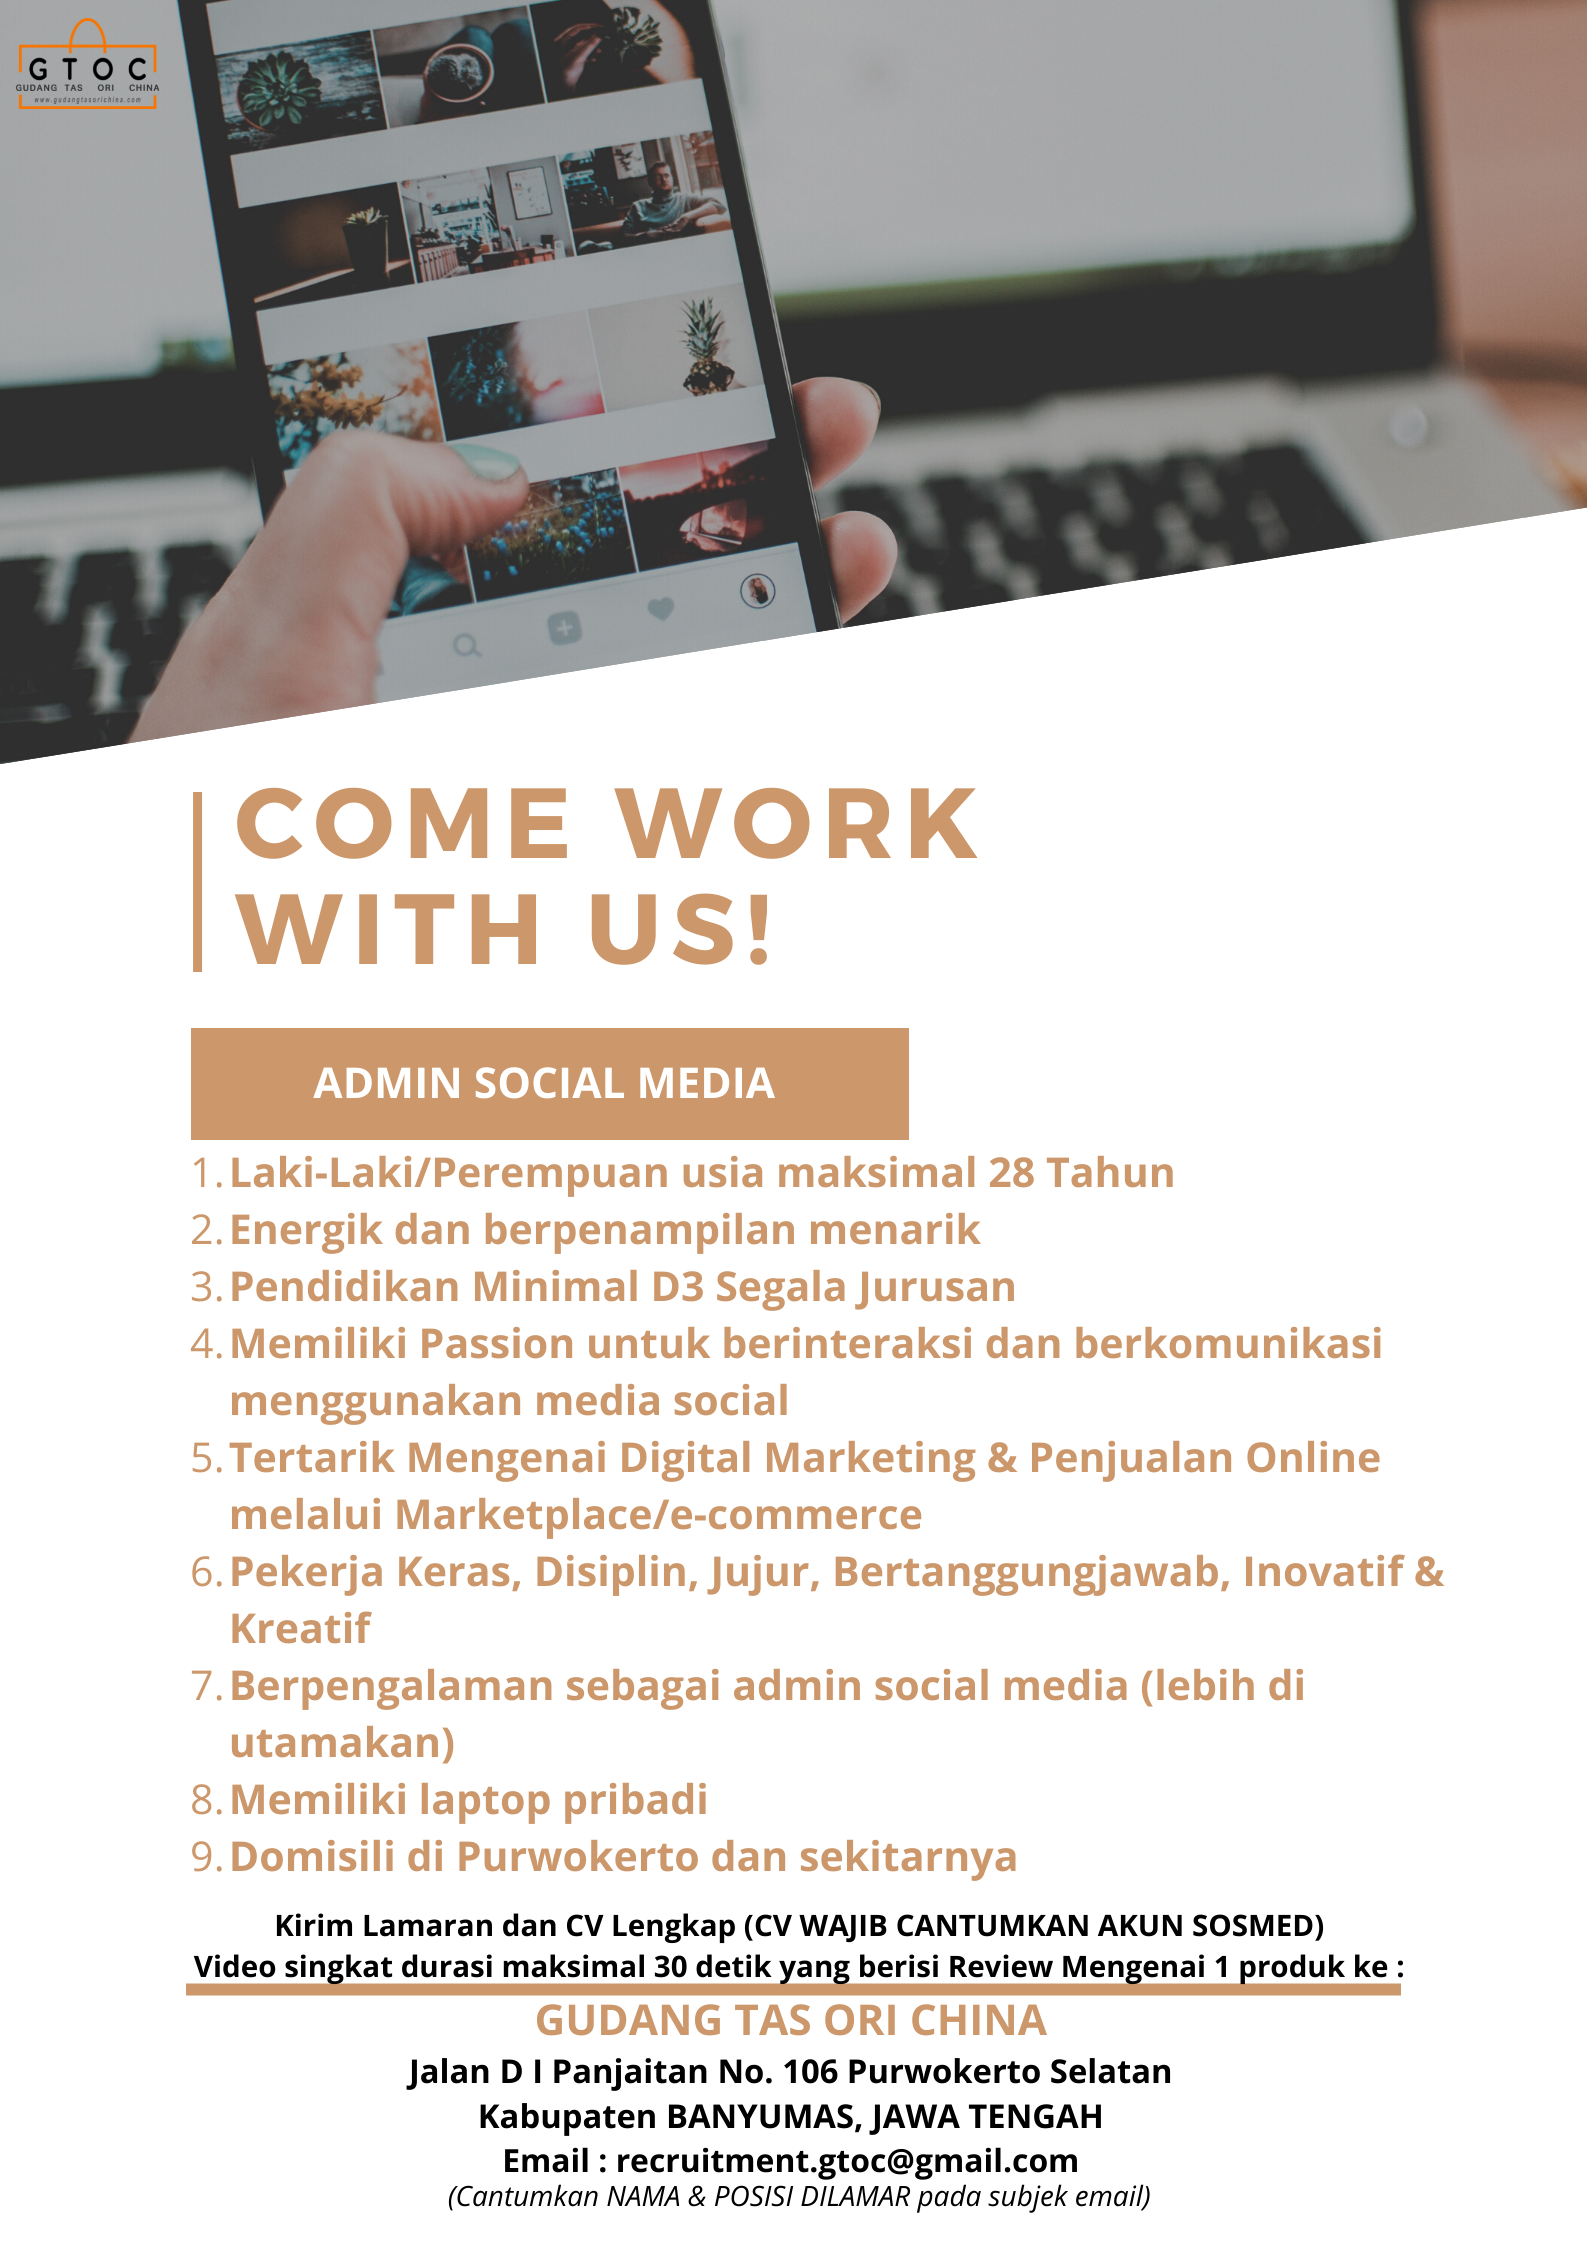 GTOC
GUDANG TAS ORI CHINA
www.gudangtasorichina.com
COME WORK
WITH US!
ADMIN SOCIAL MEDIA
1. Laki-Laki/Perempuan usia maksimal 28 Tahun
2. Energik dan berpenampilan menarik
3. Pendidikan Minimal D3 Segala Jurusan
4. Memiliki Passion untuk berinteraksi dan berkomunikasi
menggunakan media social
5. Tertarik Mengenai Digital Marketing & Penjualan Online
melalui Marketplace/e-commerce
6. Pekerja Keras, Disiplin, Jujur, Bertanggungjawab, Inovatif &
Kreatif
7. Berpengalaman sebagai admin social media (lebih di
utamakan)
8. Memiliki laptop pribadi
9. Domisili di Purwokerto dan sekitarnya
Kirim Lamaran dan CV Lengkap (CV WAJIB CANTUMKAN AKUN SOSMED)
Video singkat durasi maksimal 30 detik yang berisi Review Mengenai 1 produk ke :
GUDANG TAS ORI CHINA
Jalan D I Panjaitan No. 106 Purwokerto Selatan
Kabupaten BANYUMAS, JAWA TENGAH
Email : recruitment.gtoc@gmail.com
(Cantumkan NAMA & POSISI DILAMAR pada subjek email)